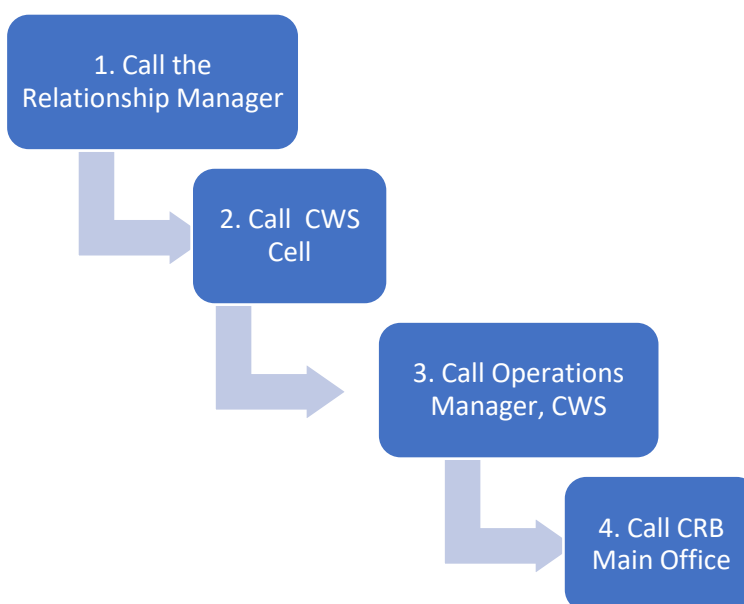 1. Call the
Relationship Manager
2. Call  CWS
Cell
3. Call Operations
Manager, CWS
4. Call CRB
Main Office